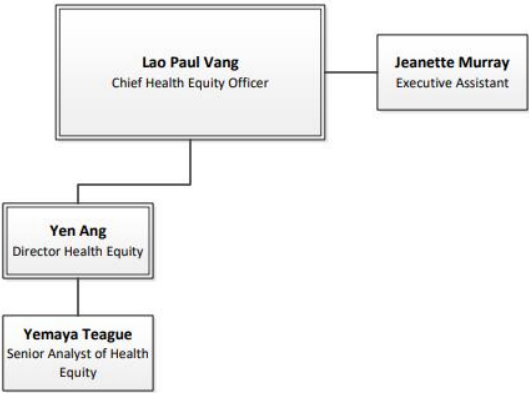 Lao Paul Vang
Chief Health Equity Officer
Jeanette Murray
Executive Assistant
Yen Ang
Director Health Equity
Yemaya Teague
Senior Analyst of Health
Equity